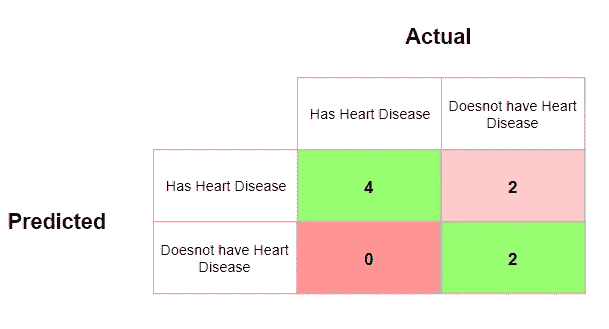 Actual
Has Heart Disease
Doesnot have Heart
Disease
Has Heart Disease
4
2
Predicted
Doesnot have Heart
Disease
0
2